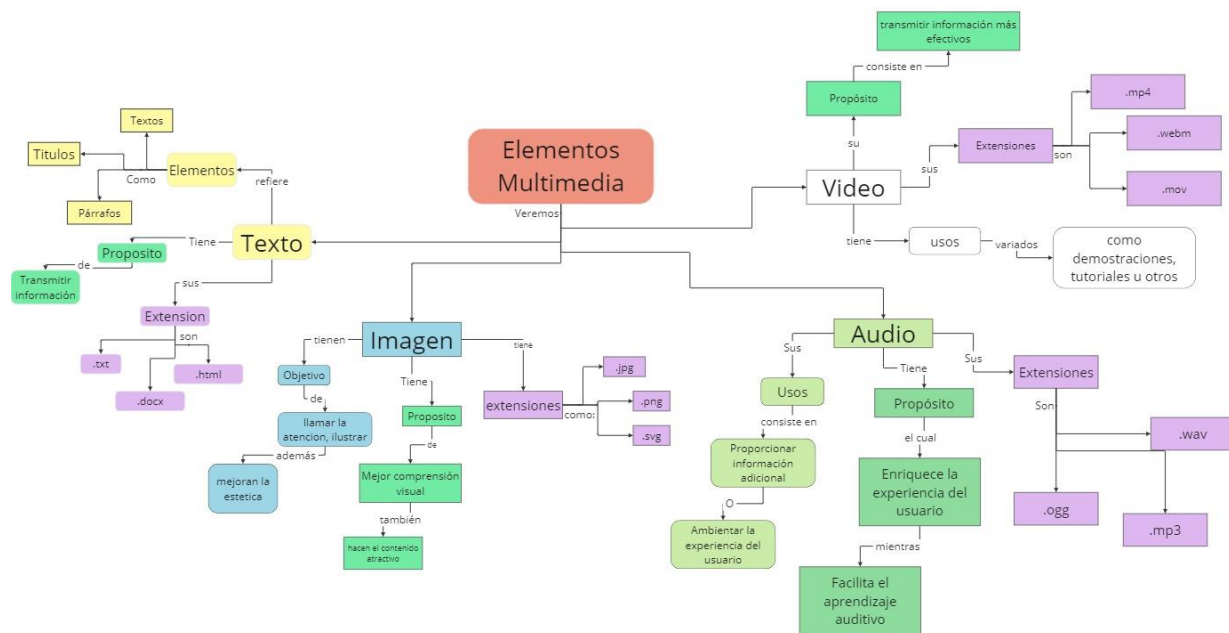 transmitir información más
efectivos
consiste en
Propósito
su
Video
sus
Extensiones
son
.mp4
.webm
.mov
tiene
usos
variados
como
demostraciones,
tutoriales u otros
Elementos
Multimedia
Veremos
Textos
Titulos
Como
Elementos
refiere
Párrafos
Texto
Tiene
Proposito
de
Transmitir
información
sus
Extension
son
.txt
.html
.docx
Imagen
tienen
Objetivo
de
llamar la
atencion, ilustrar
además
mejoran la
estetica
Tiene
Proposito
de
Mejor comprensión
visual
también
hacen el contenido
atractivo
tiene
extensiones
como:
.jpg
.png
.svg
Audio
Sus
Usos
consiste en
Proporcionar
información
adicional
O
Ambientar la
experiencia del
usuario
Tiene
Propósito
el cual
Enriquece la
experiencia del
usuario
mientras
Facilita el
aprendizaje
auditivo
Sus
Extensiones
Son
.wav
.ogg
.mp3